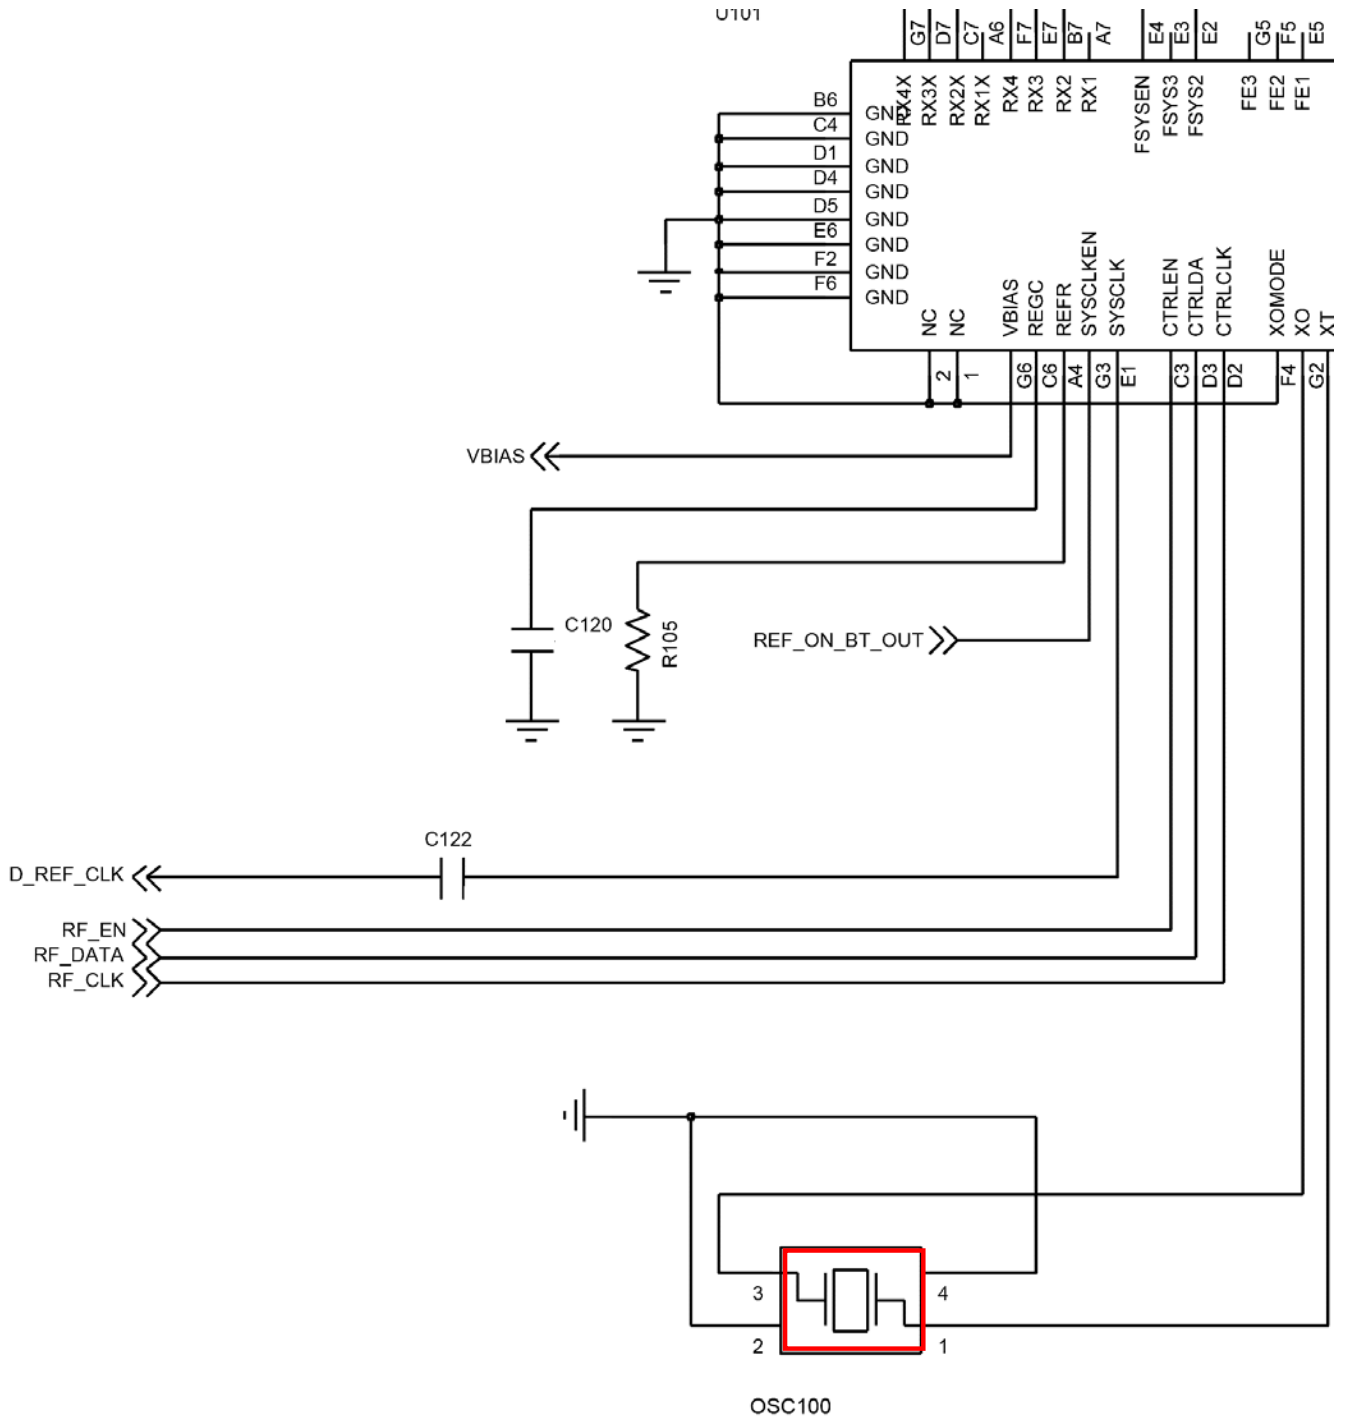 U101
G7 D7 C7 A6 F7 E7 B7 A7 E4 E3 E2 G5 F5 E5
RX4X RX3X RX2X RX1X RX4 RX3 RX2 RX1 FSYSEN FSYS3 FSYS2 FE3 FE2 FE1
B6 GND
C4 GND
D1 GND
D4 GND
D5 GND
E6 GND
F2 GND
F6 GND
NC NC VBIAS REGC REFR SYSCLKEN SYSCLK CTRLEN CTRLDA CTRLCLK XOMODE XO XT
2 1 G6 C6 A4 G3 E1 C3 D3 D2 F4 G2
VBIAS
C120
R105
REF_ON_BT_OUT
C122
D_REF_CLK
RF_EN
RF_DATA
RF_CLK
3 4
2 1
OSC100